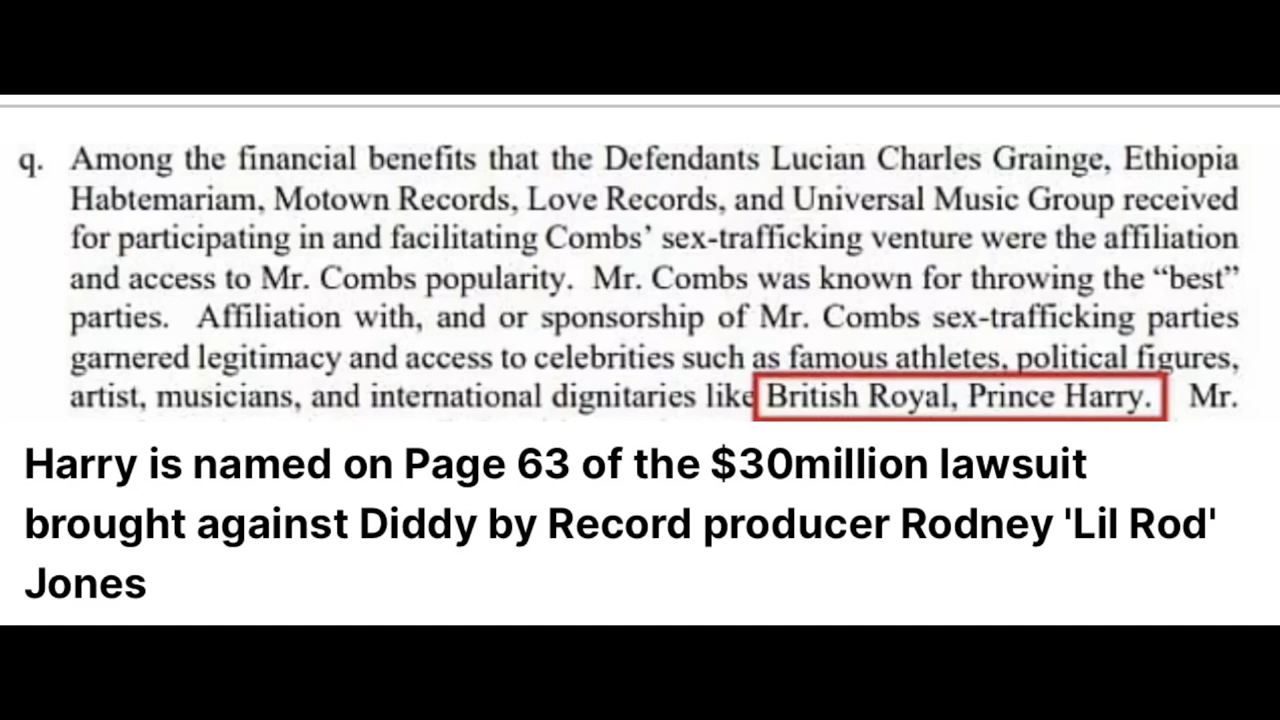 q. Among the financial benefits that the Defendants Lucian Charles Grainge, Ethiopia
Habtemariam, Motown Records, Love Records, and Universal Music Group received
for participating in and facilitating Combs’ sex-trafficking venture were the affiliation
and access to Mr. Combs popularity. Mr. Combs was known for throwing the “best”
parties. Affiliation with, and or sponsorship of Mr. Combs sex-trafficking parties
garnered legitimacy and access to celebrities such as famous athletes, political figures,
artist, musicians, and international dignitaries like British Royal, Prince Harry. Mr.
Harry is named on Page 63 of the $30million lawsuit
brought against Diddy by Record producer Rodney 'Lil Rod'
Jones